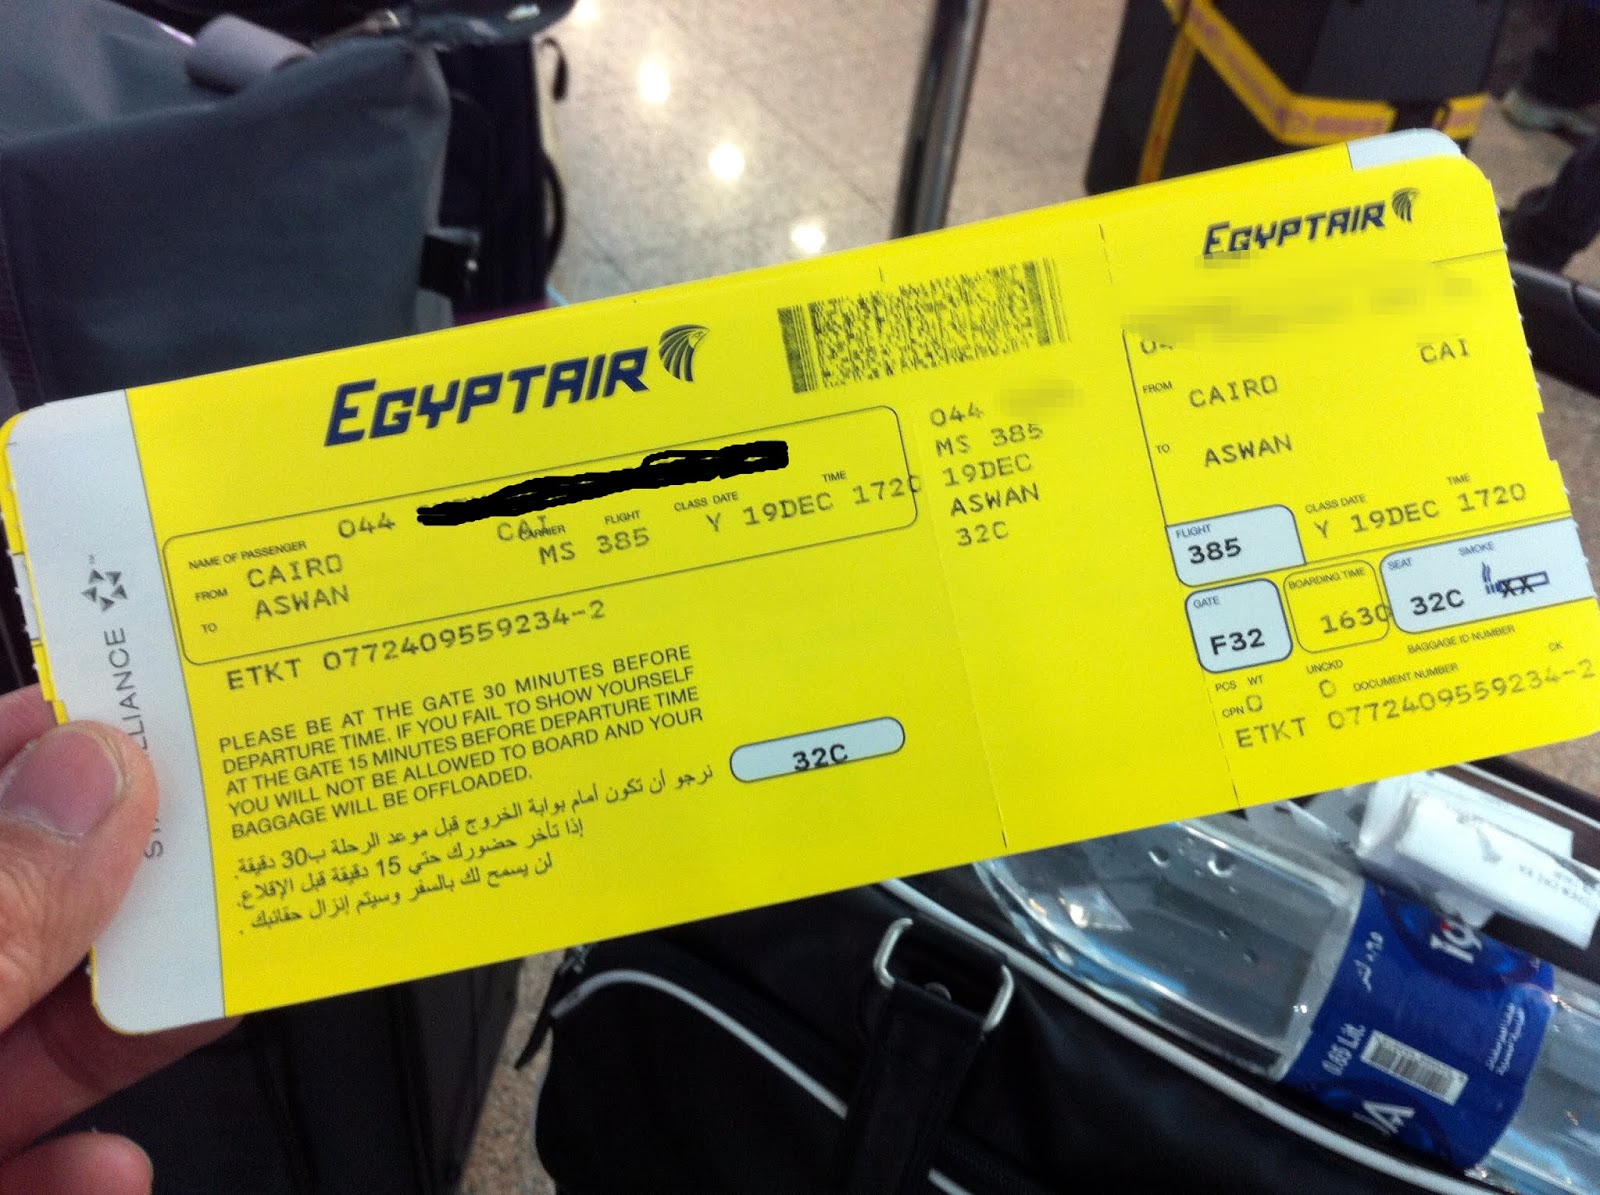 EGYPTAIR
044
NAME OF PASSENGER
CAI
CARRIER FLIGHT CLASS DATE TIME
FROM CAIRO MS 385 Y 19DEC 1720
TO ASWAN
ETKT 0772409559234-2
PLEASE BE AT THE GATE 30 MINUTES BEFORE
DEPARTURE TIME. IF YOU FAIL TO SHOW YOURSELF
AT THE GATE 15 MINUTES BEFORE DEPARTURE TIME
YOU WILL NOT BE ALLOWED TO BOARD AND YOUR
BAGGAGE WILL BE OFFLOADED.
32C
نرجو أن تكون أمام بوابة الخروج قبل موعد الرحلة ب30 دقيقة.
إذا تأخر حضورك حتي 15 دقيقة قبل الإقلاع.
لن يسمح لك بالسفر وسيتم إنزال حقائبك.
044
MS 385
19DEC
ASWAN
32C
EGYPTAIR
CAI
FROM CAIRO
TO ASWAN
FLIGHT CLASS DATE TIME
385 Y 19DEC 1720
GATE BOARDING TIME SEAT SMOKE
F32 1630 32C XX
PCS WT UNCKD BAGGAGE ID NUMBER
CPN 0 0 DOCUMENT NUMBER CK
ETKT 0772409559234-2
0.65 Lit.